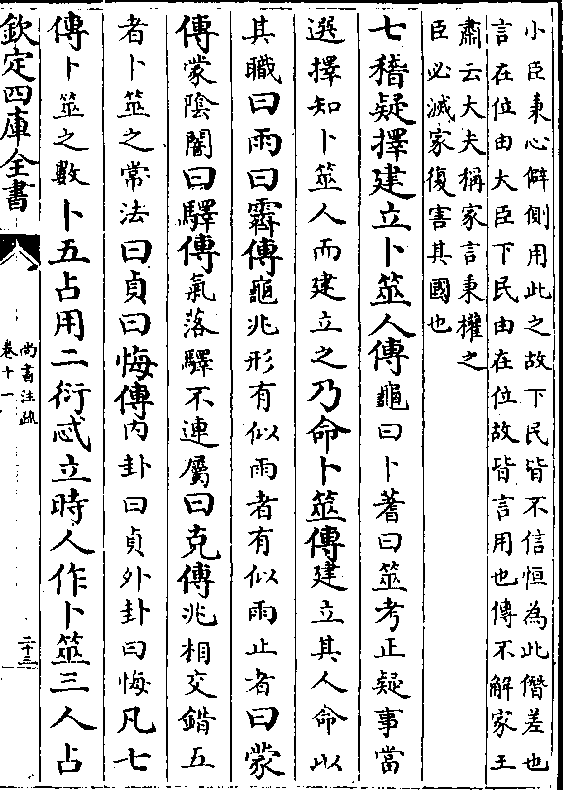 小臣秉心僻側用此之故下民皆不信恒為此僭差也
言在位由大臣下民由在位故皆言用也傳不解家王
肅云大夫稱家言秉權之
臣必滅家復害其國也
七稽疑擇建立卜筮人傳龜曰卜蓍曰筮考正疑事當
選擇知卜筮人而建立之乃命卜筮傳建立其人命以
其職曰雨曰霽傳龜兆形有似雨者有似雨止者曰蒙
傳蒙陰闇曰驛傳氣落驛不連屬曰克傳兆相交錯五
者卜筮之常法曰貞曰悔傳內卦曰貞外卦曰悔凡七
傳卜筮之數卜五占用二衍忒立時人作卜筮三人占
欽定四庫全書
尚書注疏
卷十一
二十三